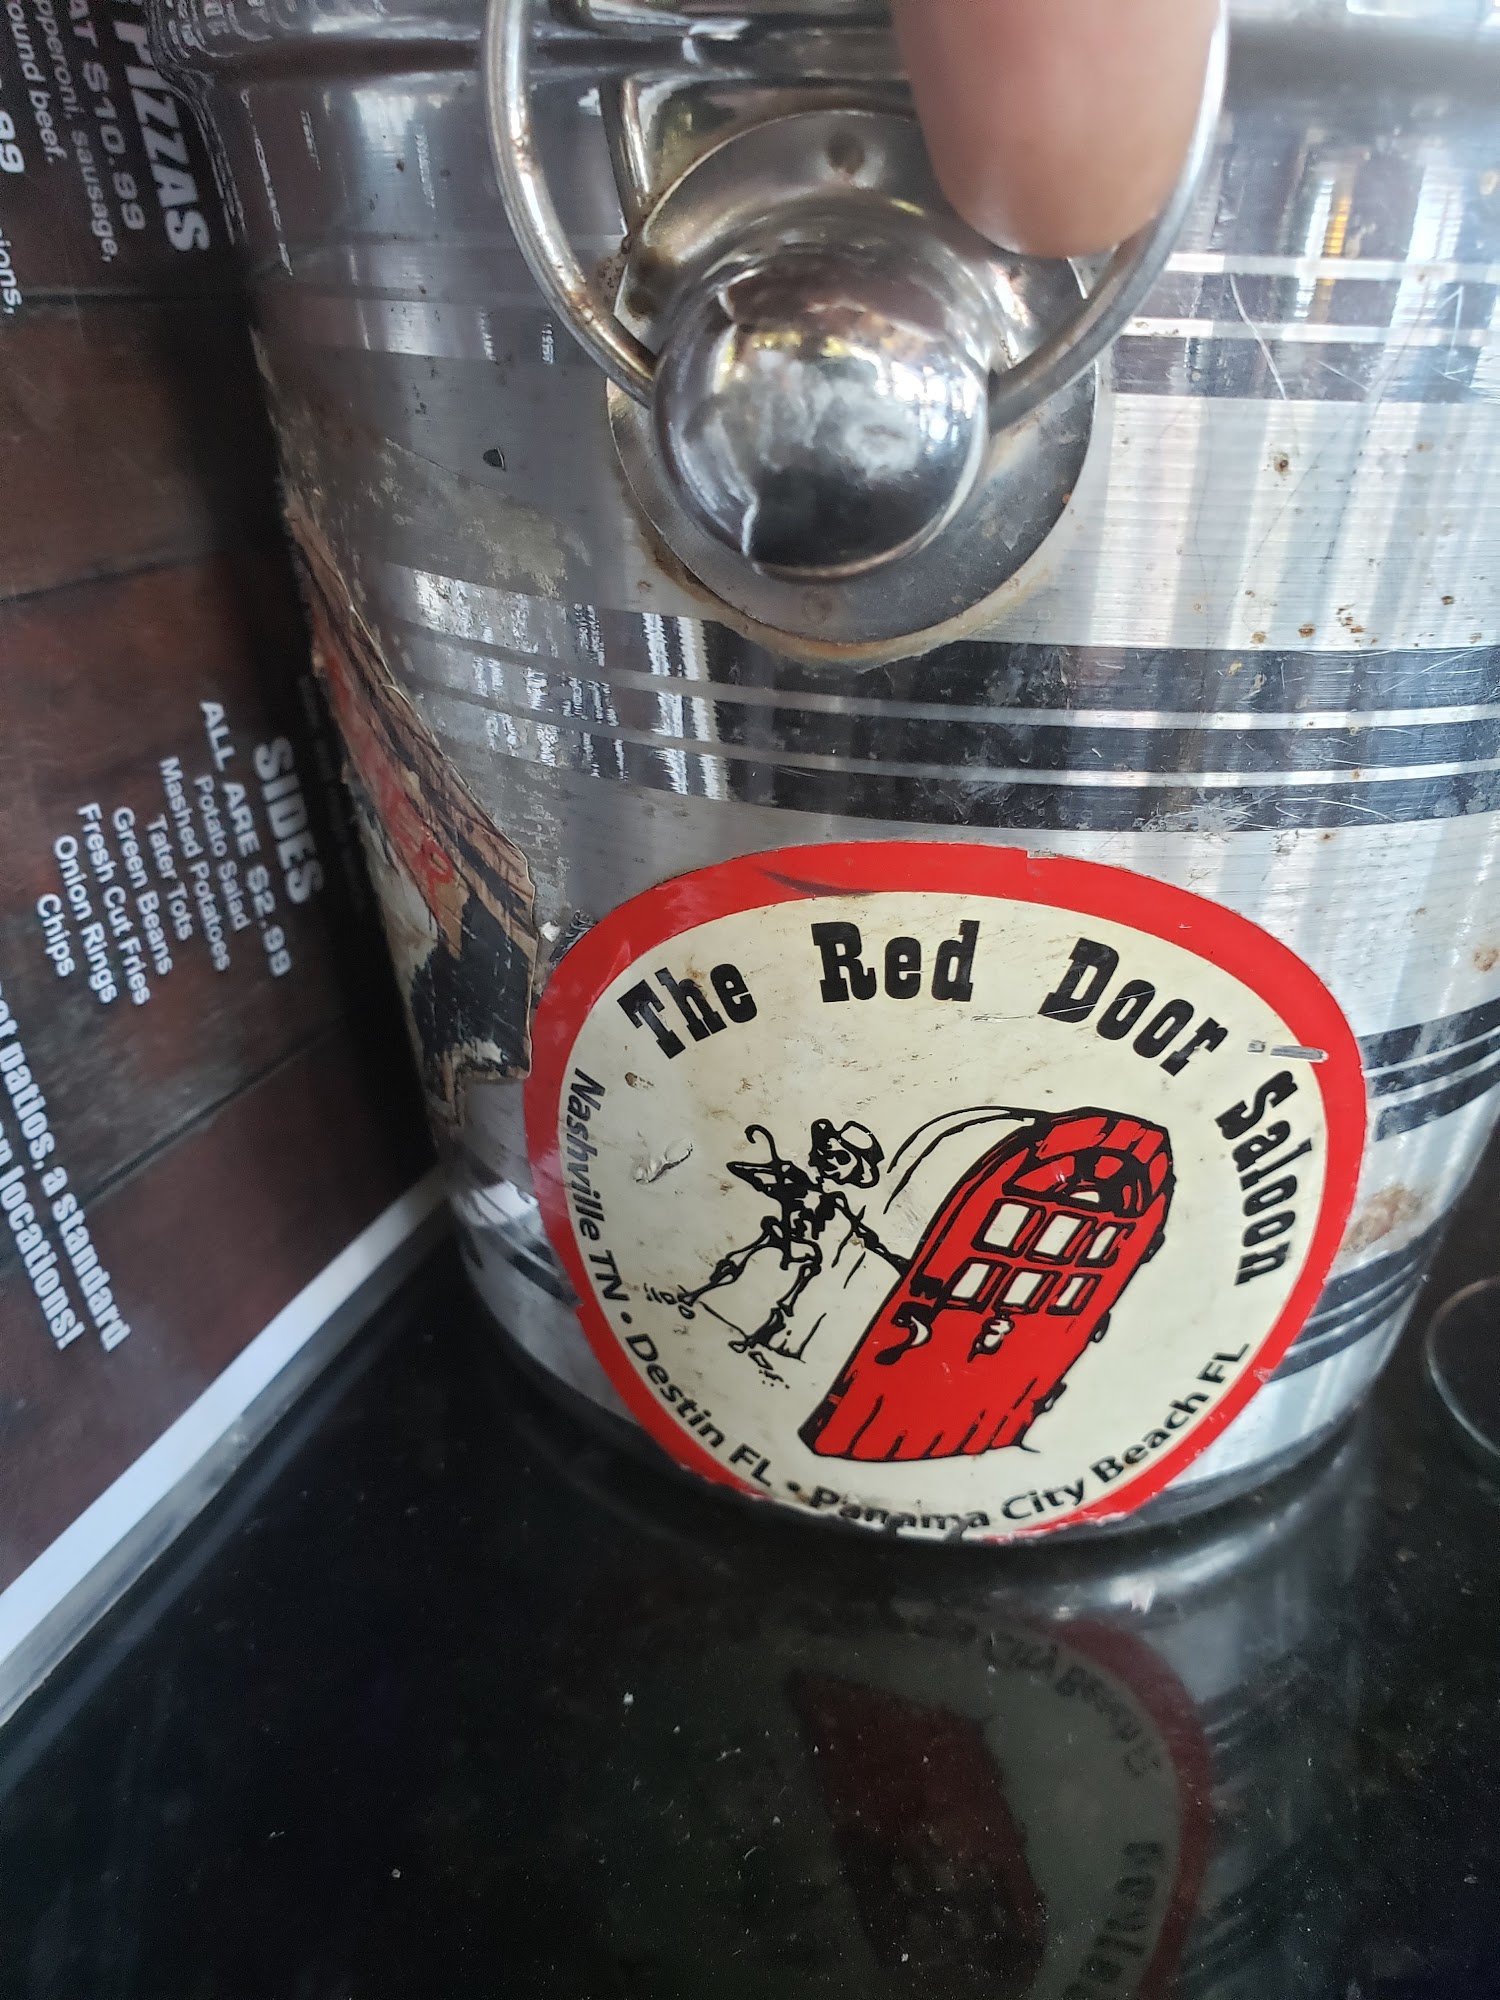 PIZZAS
AT $10.99
sausage,
ound beef.
99
SIDES
ALL ARE $2.99
Potato Salad
Mashed Potatoes
Tater Tots
Green Beans
Fresh Cut Fries
Onion Rings
Chips
patios, a standard
locations!
The Red Door Saloon
Nashville TN • Destin FL • Panama City Beach FL